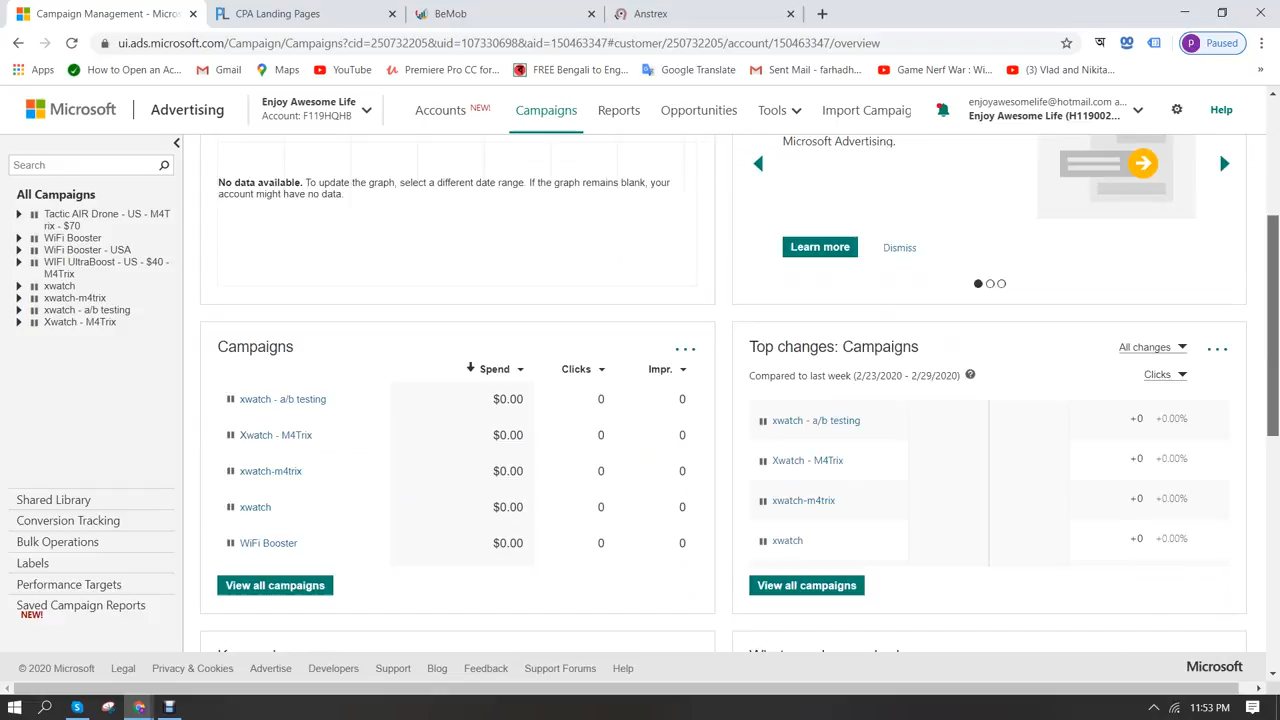 Campaign Management - Micros
CPA Landing Pages
BeMob
Anstrex
ui.ads.microsoft.com/Campaign/Campaigns?cid=250732205&uid=107330658&aid=150463347#customer/250732205/account/150463347/overview
Paused
Apps
How to Open an Ac...
Gmail
Maps
YouTube
Premiere Pro CC for...
FREE Bengali to Eng...
Google Translate
Sent Mail - farhadh...
Game Nerf War : Wi...
(3) Vlad and Nikita...
Microsoft
Advertising
Enjoy Awesome Life
Account: F119HQHB
Accounts NEW!
Campaigns
Reports
Opportunities
Tools
Import Campaig
enjoyawesomelife@hotmail.com a...
Enjoy Awesome Life (H119002...
Help
Search
All Campaigns
Tactic AIR Drone - US - M4T
rix - $70
WiFi Booster
WiFi Booster - USA
WIFI UltraBoost - US - $40 -
M4Trix
xwatch
xwatch-m4trix
xwatch - a/b testing
Xwatch - M4Trix
Shared Library
Conversion Tracking
Bulk Operations
Labels
Performance Targets
Saved Campaign Reports
NEW!
No data available. To update the graph, select a different date range. If the graph remains blank, your
account might have no data.
Microsoft Advertising.
Learn more
Dismiss
Campaigns
Spend Clicks Impr.
xwatch - a/b testing $0.00 0 0
Xwatch - M4Trix $0.00 0 0
xwatch-m4trix $0.00 0 0
xwatch $0.00 0 0
WiFi Booster $0.00 0 0
View all campaigns
Top changes: Campaigns
All changes
Compared to last week (2/23/2020 - 2/29/2020)
Clicks
xwatch - a/b testing +0 +0.00%
Xwatch - M4Trix +0 +0.00%
xwatch-m4trix +0 +0.00%
xwatch +0 +0.00%
View all campaigns
© 2020 Microsoft
Legal
Privacy & Cookies
Advertise
Developers
Support
Blog
Feedback
Support Forums
Help
Microsoft
11:53 PM